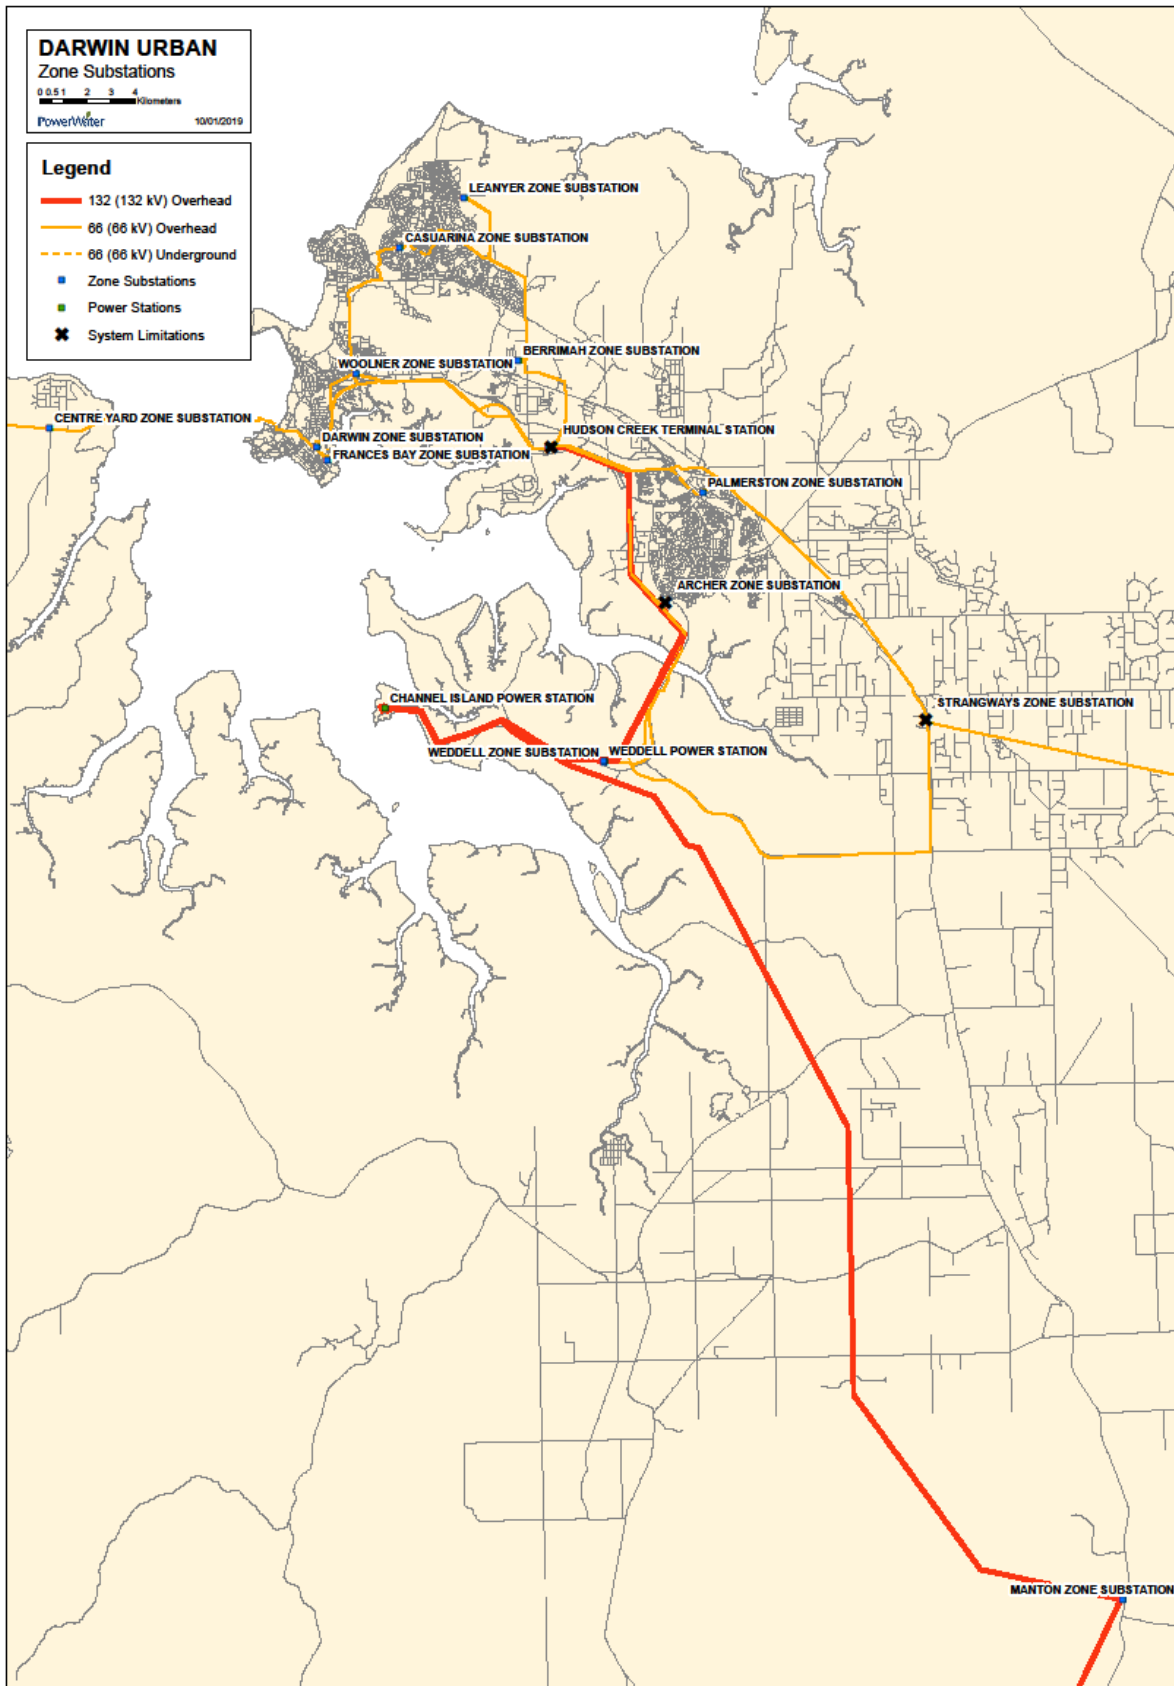 DARWIN URBAN
Zone Substations
0 0.5 1 2 3 4
Kilometers
PowerWater 10/01/2019
Legend
132 (132 kV) Overhead
66 (66 kV) Overhead
66 (66 kV) Underground
Zone Substations
Power Stations
System Limitations
LEANYER ZONE SUBSTATION
CASUARINA ZONE SUBSTATION
BERRIMAH ZONE SUBSTATION
WOOLNER ZONE SUBSTATION
CENTRE YARD ZONE SUBSTATION
HUDSON CREEK TERMINAL STATION
DARWIN ZONE SUBSTATION
FRANCES BAY ZONE SUBSTATION
PALMERSTON ZONE SUBSTATION
ARCHER ZONE SUBSTATION
CHANNEL ISLAND POWER STATION
STRANGWAYS ZONE SUBSTATION
WEDDELL ZONE SUBSTATION
WEDDELL POWER STATION
MANTON ZONE SUBSTATION